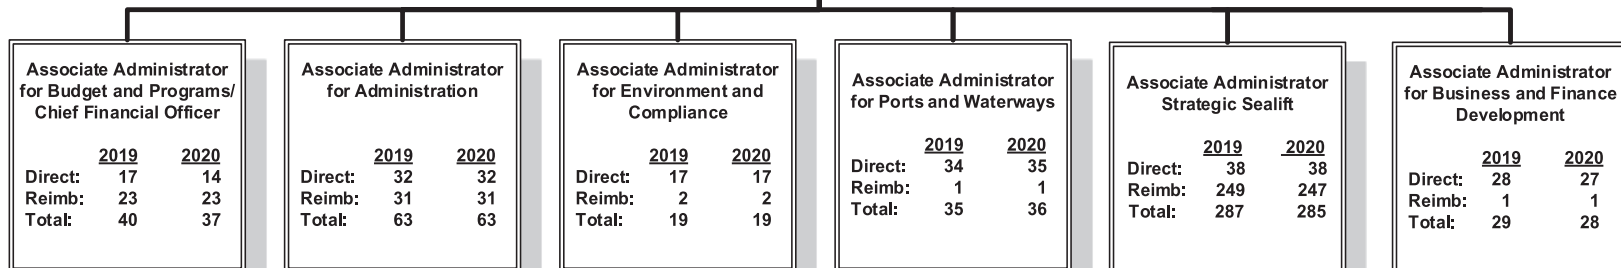 Associate Administrator
for Budget and Programs/
Chief Financial Officer
2019 2020
Direct: 17 14
Reimb: 23 23
Total: 40 37
Associate Administrator
for Administration
2019 2020
Direct: 32 32
Reimb: 31 31
Total: 63 63
Associate Administrator
for Environment and
Compliance
2019 2020
Direct: 17 17
Reimb: 2 2
Total: 19 19
Associate Administrator
for Ports and Waterways
2019 2020
Direct: 34 35
Reimb: 1 1
Total: 35 36
Associate Administrator
Strategic Sealift
2019 2020
Direct: 38 38
Reimb: 249 247
Total: 287 285
Associate Administrator
for Business and Finance
Development
2019 2020
Direct: 28 27
Reimb: 1 1
Total: 29 28